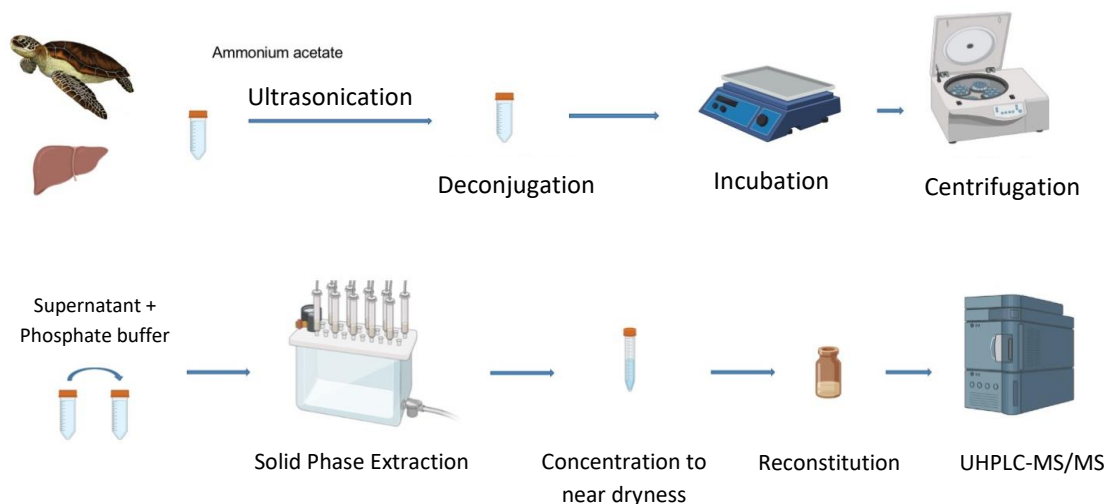 Ammonium acetate
Ultrasonication
Deconjugation
Incubation
Centrifugation
Supernatant +
Phosphate buffer
Solid Phase Extraction
Concentration to
near dryness
Reconstitution
UHPLC-MS/MS